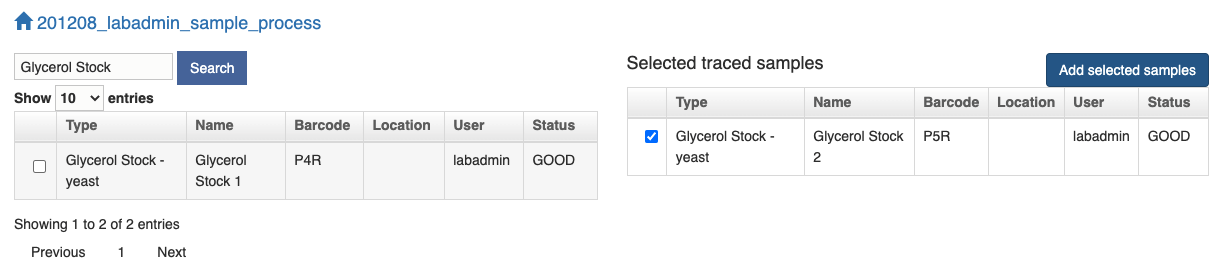 201208_labadmin_sample_process
Glycerol Stock Search
Show 10 entries
Type Name Barcode Location User Status
Glycerol Stock - yeast Glycerol Stock 1 P4R labadmin GOOD
Showing 1 to 2 of 2 entries
Previous 1 Next
Selected traced samples
Add selected samples
Type Name Barcode Location User Status
Glycerol Stock - yeast Glycerol Stock 2 P5R labadmin GOOD